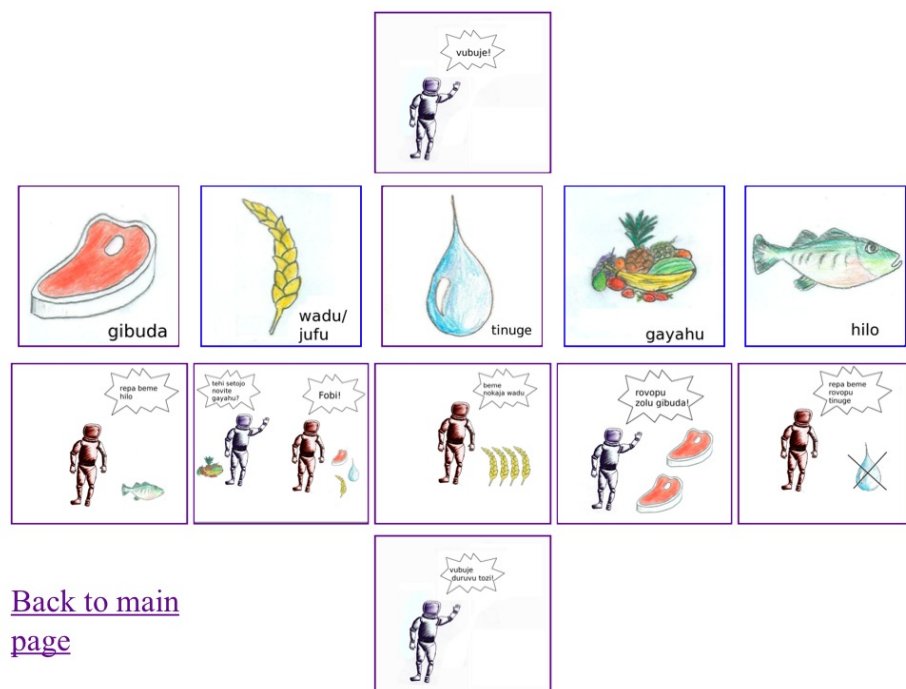 vubuje!
gibuda
wadu/
jufu
tinuge
gayahu
hilo
repa beme
hilo
tehi setojo
novite
gayahu?
Fobi!
beme
nokaja wadu
rovopu
zolu gibuda!
repa beme
rovopu
tinuge
vubuje
duruvu tozi!
Back to main
page